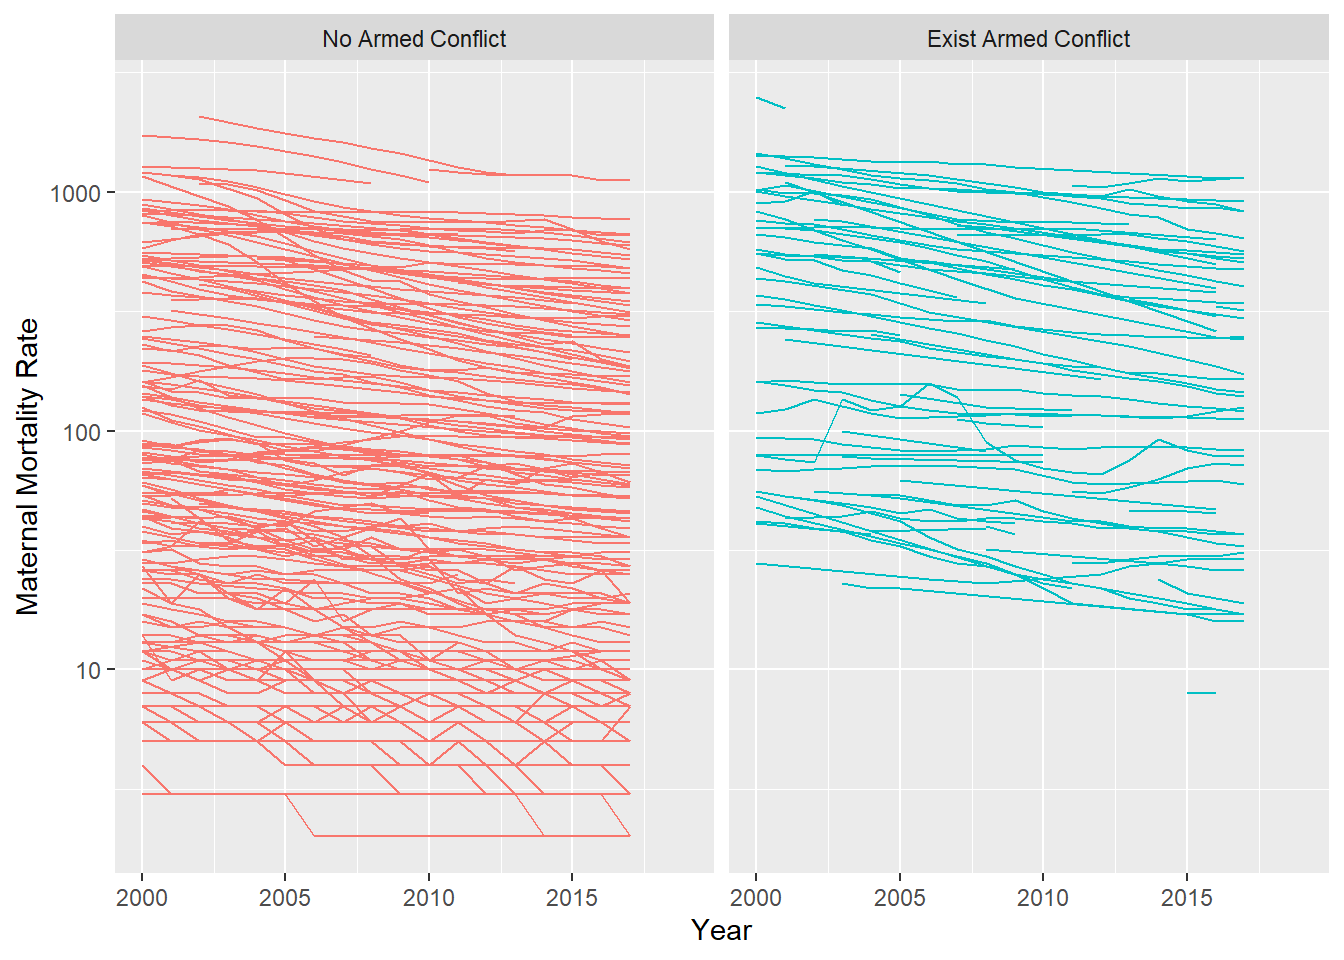 No Armed Conflict
Exist Armed Conflict
Maternal Mortality Rate
1000
100
10
2000 2005 2010 2015
2000 2005 2010 2015
Year